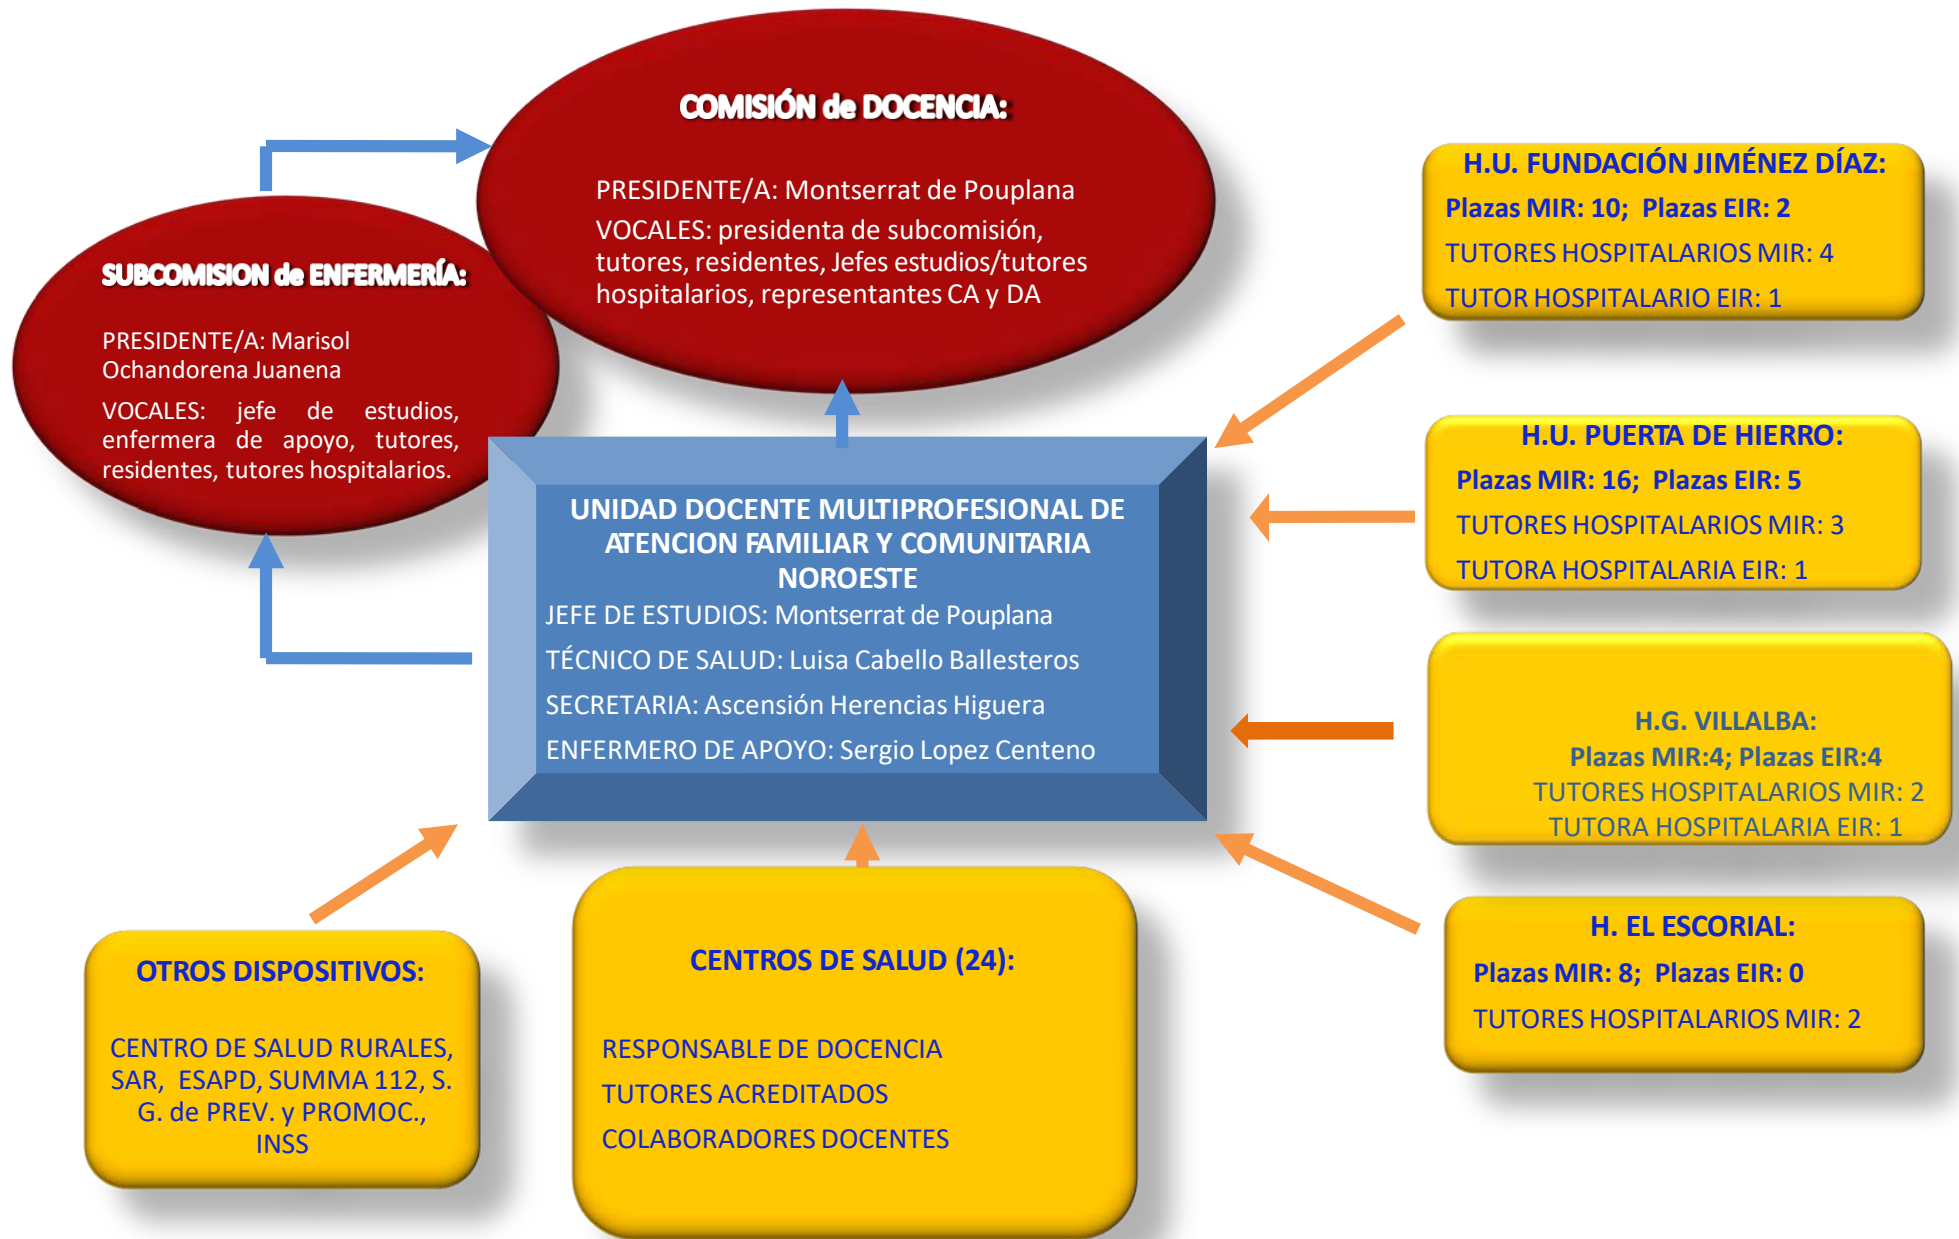 COMISIÓN de DOCENCIA:
PRESIDENTE/A: Montserrat de Pouplana
VOCALES: presidenta de subcomisión,
tutores, residentes, Jefes estudios/tutores
hospitalarios, representantes CA y DA
SUBCOMISION de ENFERMERÍA:
PRESIDENTE/A: Marisol
Ochandorena Juanena
VOCALES: jefe de estudios,
enfermera de apoyo, tutores,
residentes, tutores hospitalarios.
UNIDAD DOCENTE MULTIPROFESIONAL DE
ATENCION FAMILIAR Y COMUNITARIA
NOROESTE
JEFE DE ESTUDIOS: Montserrat de Pouplana
TÉCNICO DE SALUD: Luisa Cabello Ballesteros
SECRETARIA: Ascensión Herencias Higuera
ENFERMERO DE APOYO: Sergio Lopez Centeno
H.U. FUNDACIÓN JIMÉNEZ DÍAZ:
Plazas MIR: 10; Plazas EIR: 2
TUTORES HOSPITALARIOS MIR: 4
TUTOR HOSPITALARIO EIR: 1
H.U. PUERTA DE HIERRO:
Plazas MIR: 16; Plazas EIR: 5
TUTORES HOSPITALARIOS MIR: 3
TUTORA HOSPITALARIA EIR: 1
H.G. VILLALBA:
Plazas MIR:4; Plazas EIR:4
TUTORES HOSPITALARIOS MIR: 2
TUTORA HOSPITALARIA EIR: 1
H. EL ESCORIAL:
Plazas MIR: 8; Plazas EIR: 0
TUTORES HOSPITALARIOS MIR: 2
OTROS DISPOSITIVOS:
CENTRO DE SALUD RURALES,
SAR, ESAPD, SUMMA 112, S.
G. de PREV. y PROMOC.,
INSS
CENTROS DE SALUD (24):
RESPONSABLE DE DOCENCIA
TUTORES ACREDITADOS
COLABORADORES DOCENTES